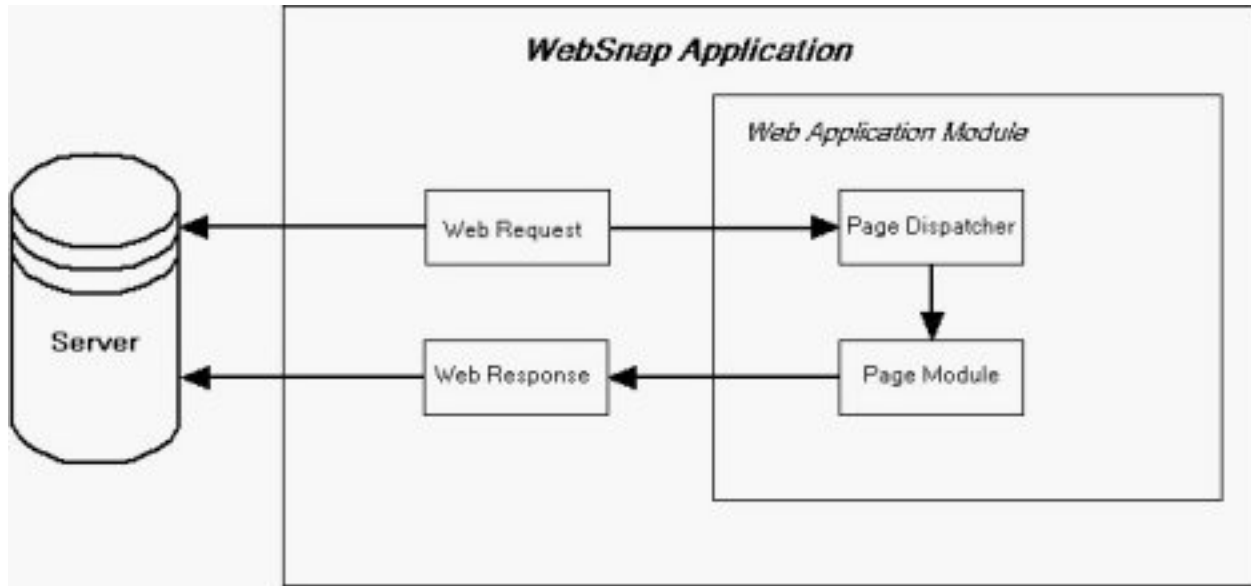 WebSnap Application
Web Application Module
Web Request
Page Dispatcher
Server
Web Response
Page Module